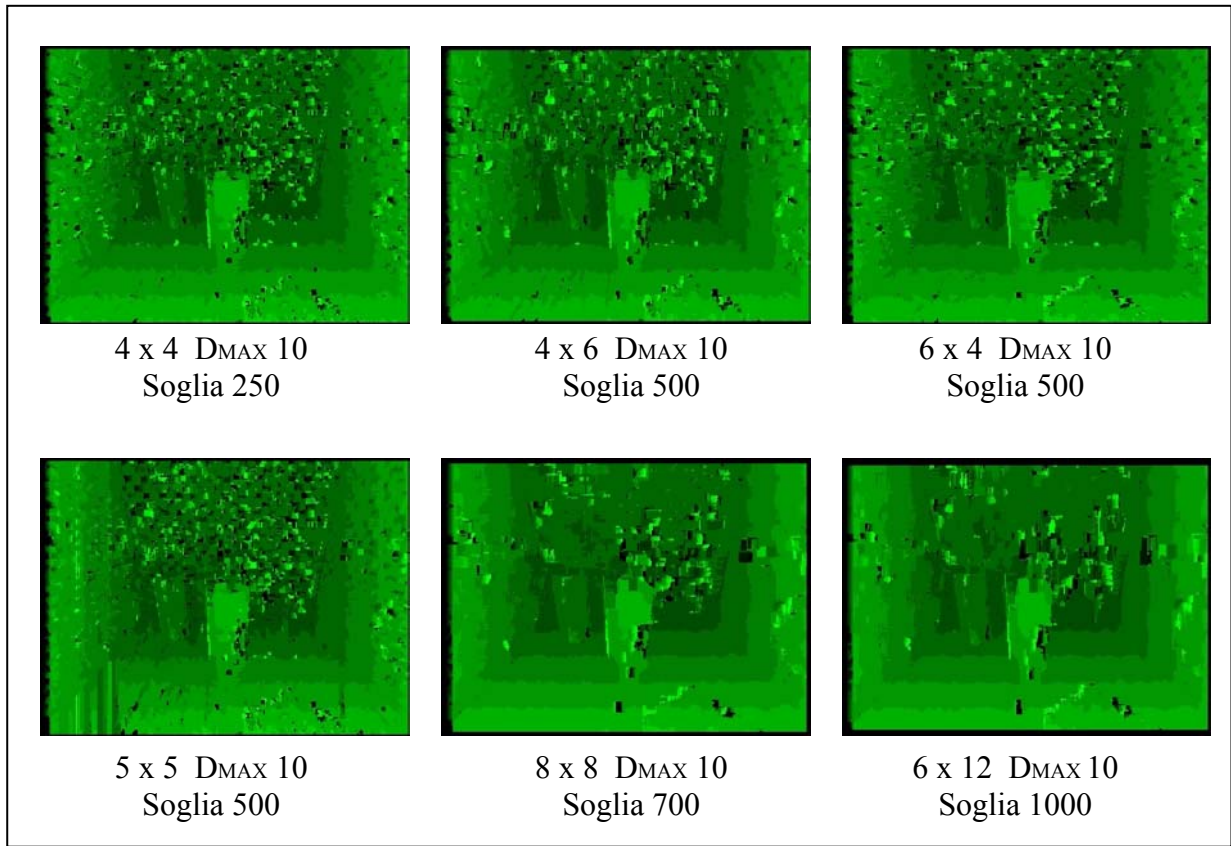 4 x 4 DMAX 10
Soglia 250
4 x 6 DMAX 10
Soglia 500
6 x 4 DMAX 10
Soglia 500
5 x 5 DMAX 10
Soglia 500
8 x 8 DMAX 10
Soglia 700
6 x 12 DMAX 10
Soglia 1000